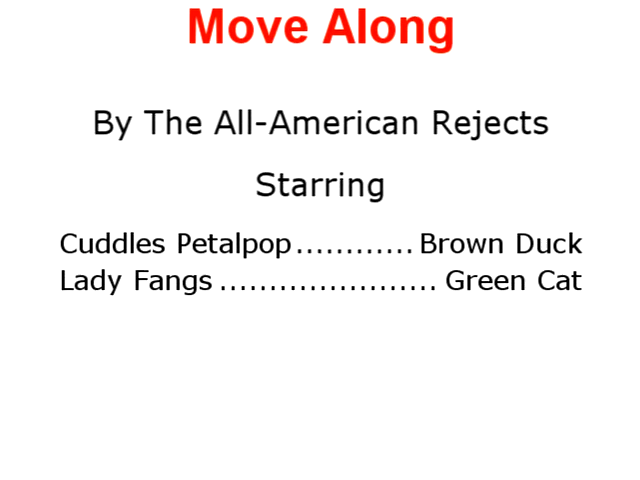 Move Along
By The All-American Rejects
Starring
Cuddles Petalpop ............ Brown Duck
Lady Fangs ...................... Green Cat